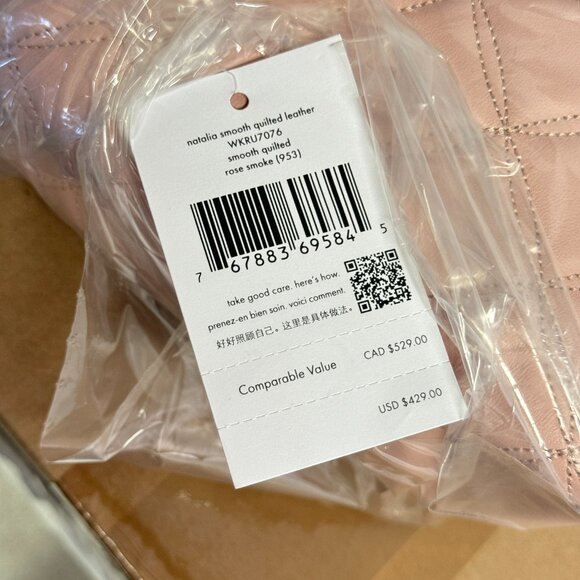 natalia smooth quilted leather
WKRU7076
smooth quilted
rose smoke (953)
7 67883 69584 5
take good care. here's how.
prenez-en bien soin. voici comment.
好好照顾自己。这里是具体做法。
Comparable Value CAD $529.00
USD $429.00